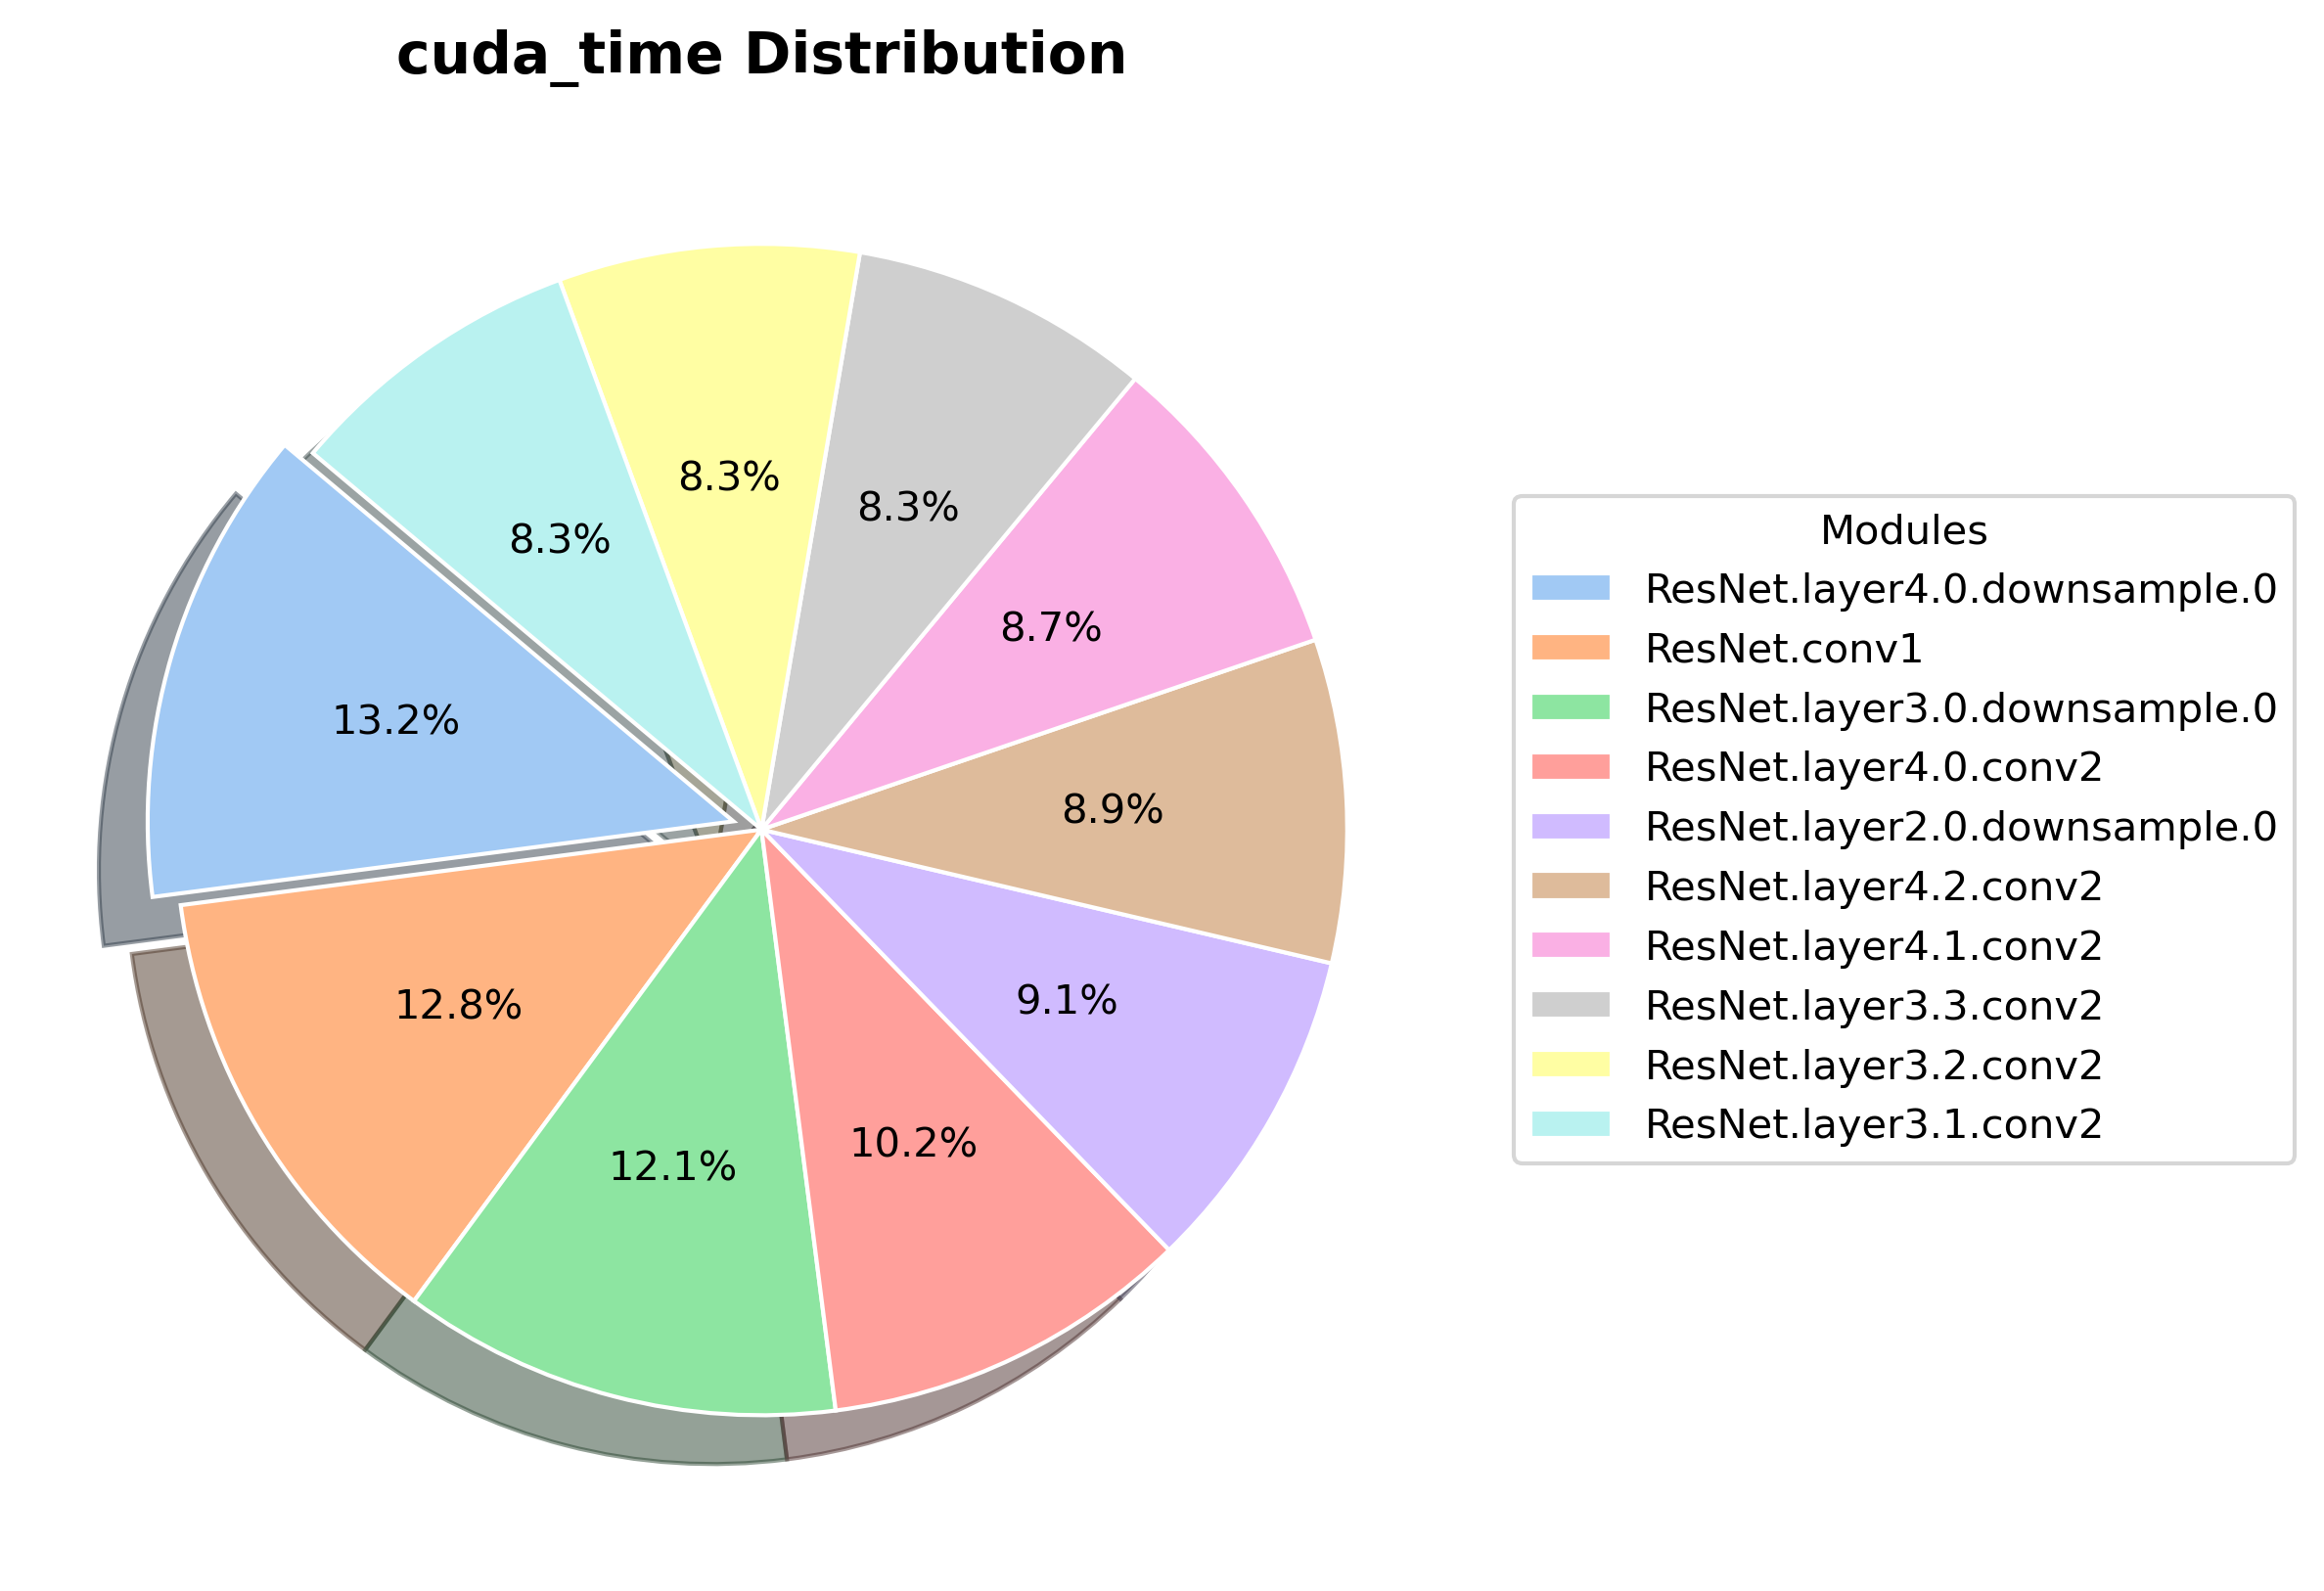 cuda_time Distribution
8.3%
8.3%
8.3%
8.7%
13.2%
8.9%
12.8%
9.1%
12.1%
10.2%
Modules
ResNet.layer4.0.downsample.0
ResNet.conv1
ResNet.layer3.0.downsample.0
ResNet.layer4.0.conv2
ResNet.layer2.0.downsample.0
ResNet.layer4.2.conv2
ResNet.layer4.1.conv2
ResNet.layer3.3.conv2
ResNet.layer3.2.conv2
ResNet.layer3.1.conv2